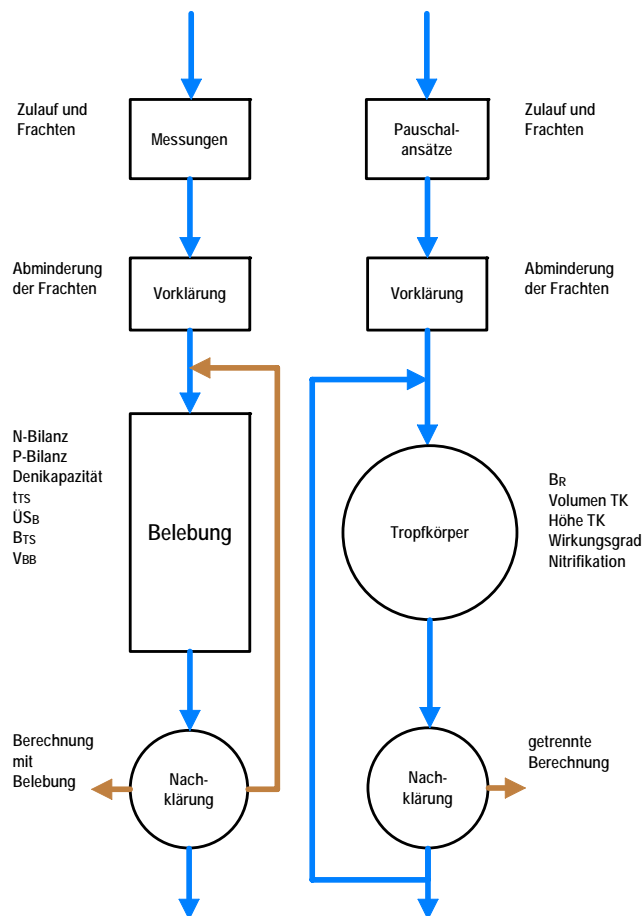 Zulauf und
Frachten
Messungen
Pauschal-
ansätze
Zulauf und
Frachten
Abminderung
der Frachten
Vorklärung
Vorklärung
Abminderung
der Frachten
N-Bilanz
P-Bilanz
Denikapazität
tTS
ÜSB
BTS
VBB
Belebung
Tropfkörper
BR
Volumen TK
Höhe TK
Wirkungsgrad
Nitrifikation
Berechnung
mit
Belebung
Nach-
klärung
Nach-
klärung
getrennte
Berechnung